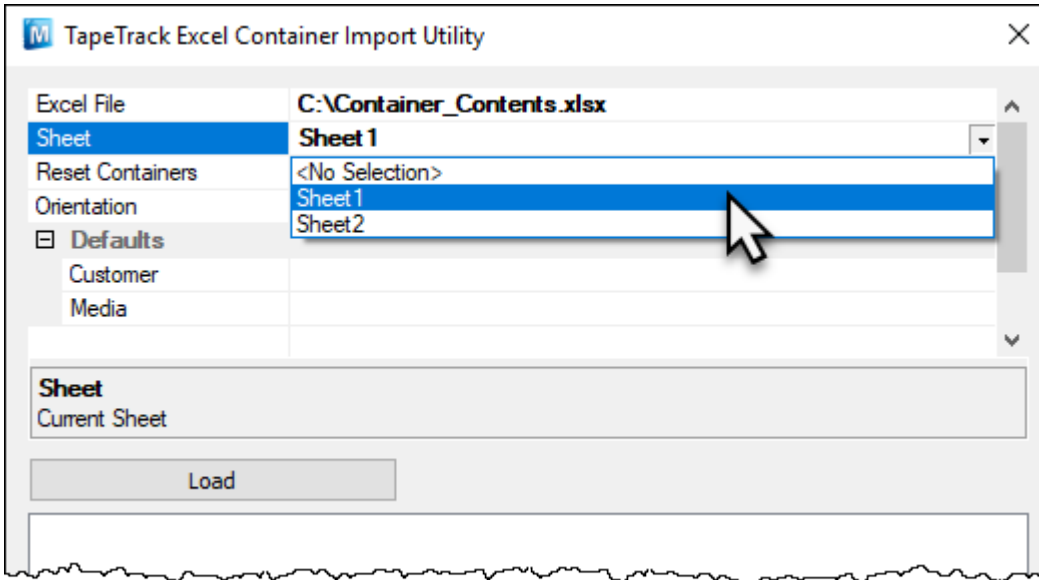 M TapeTrack Excel Container Import Utility
Excel File C:\Container_Contents.xlsx
Sheet Sheet1
Reset Containers <No Selection>
Sheet1
Orientation
Sheet2
Defaults
Customer
Media
Sheet
Current Sheet
Load